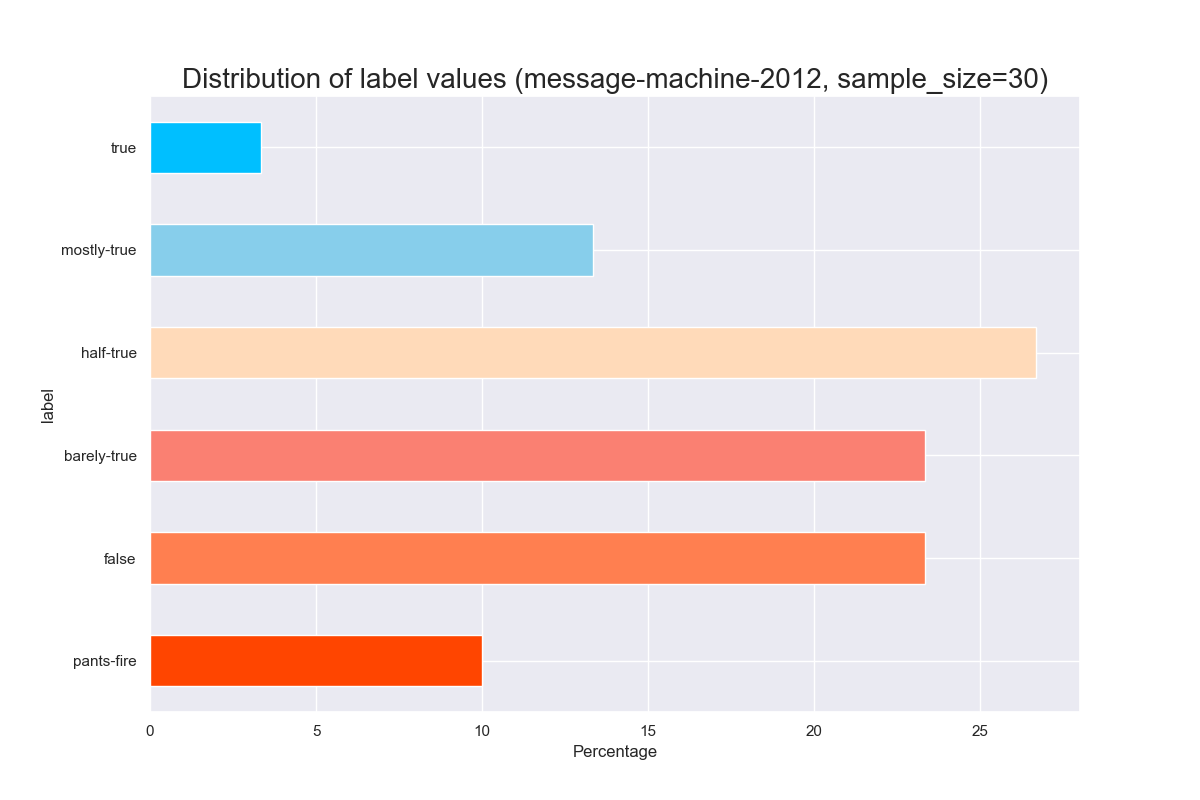 Distribution of label values (message-machine-2012, sample_size=30)
true
mostly-true
half-true
label
barely-true
false
pants-fire
0 5 10 15 20 25
Percentage